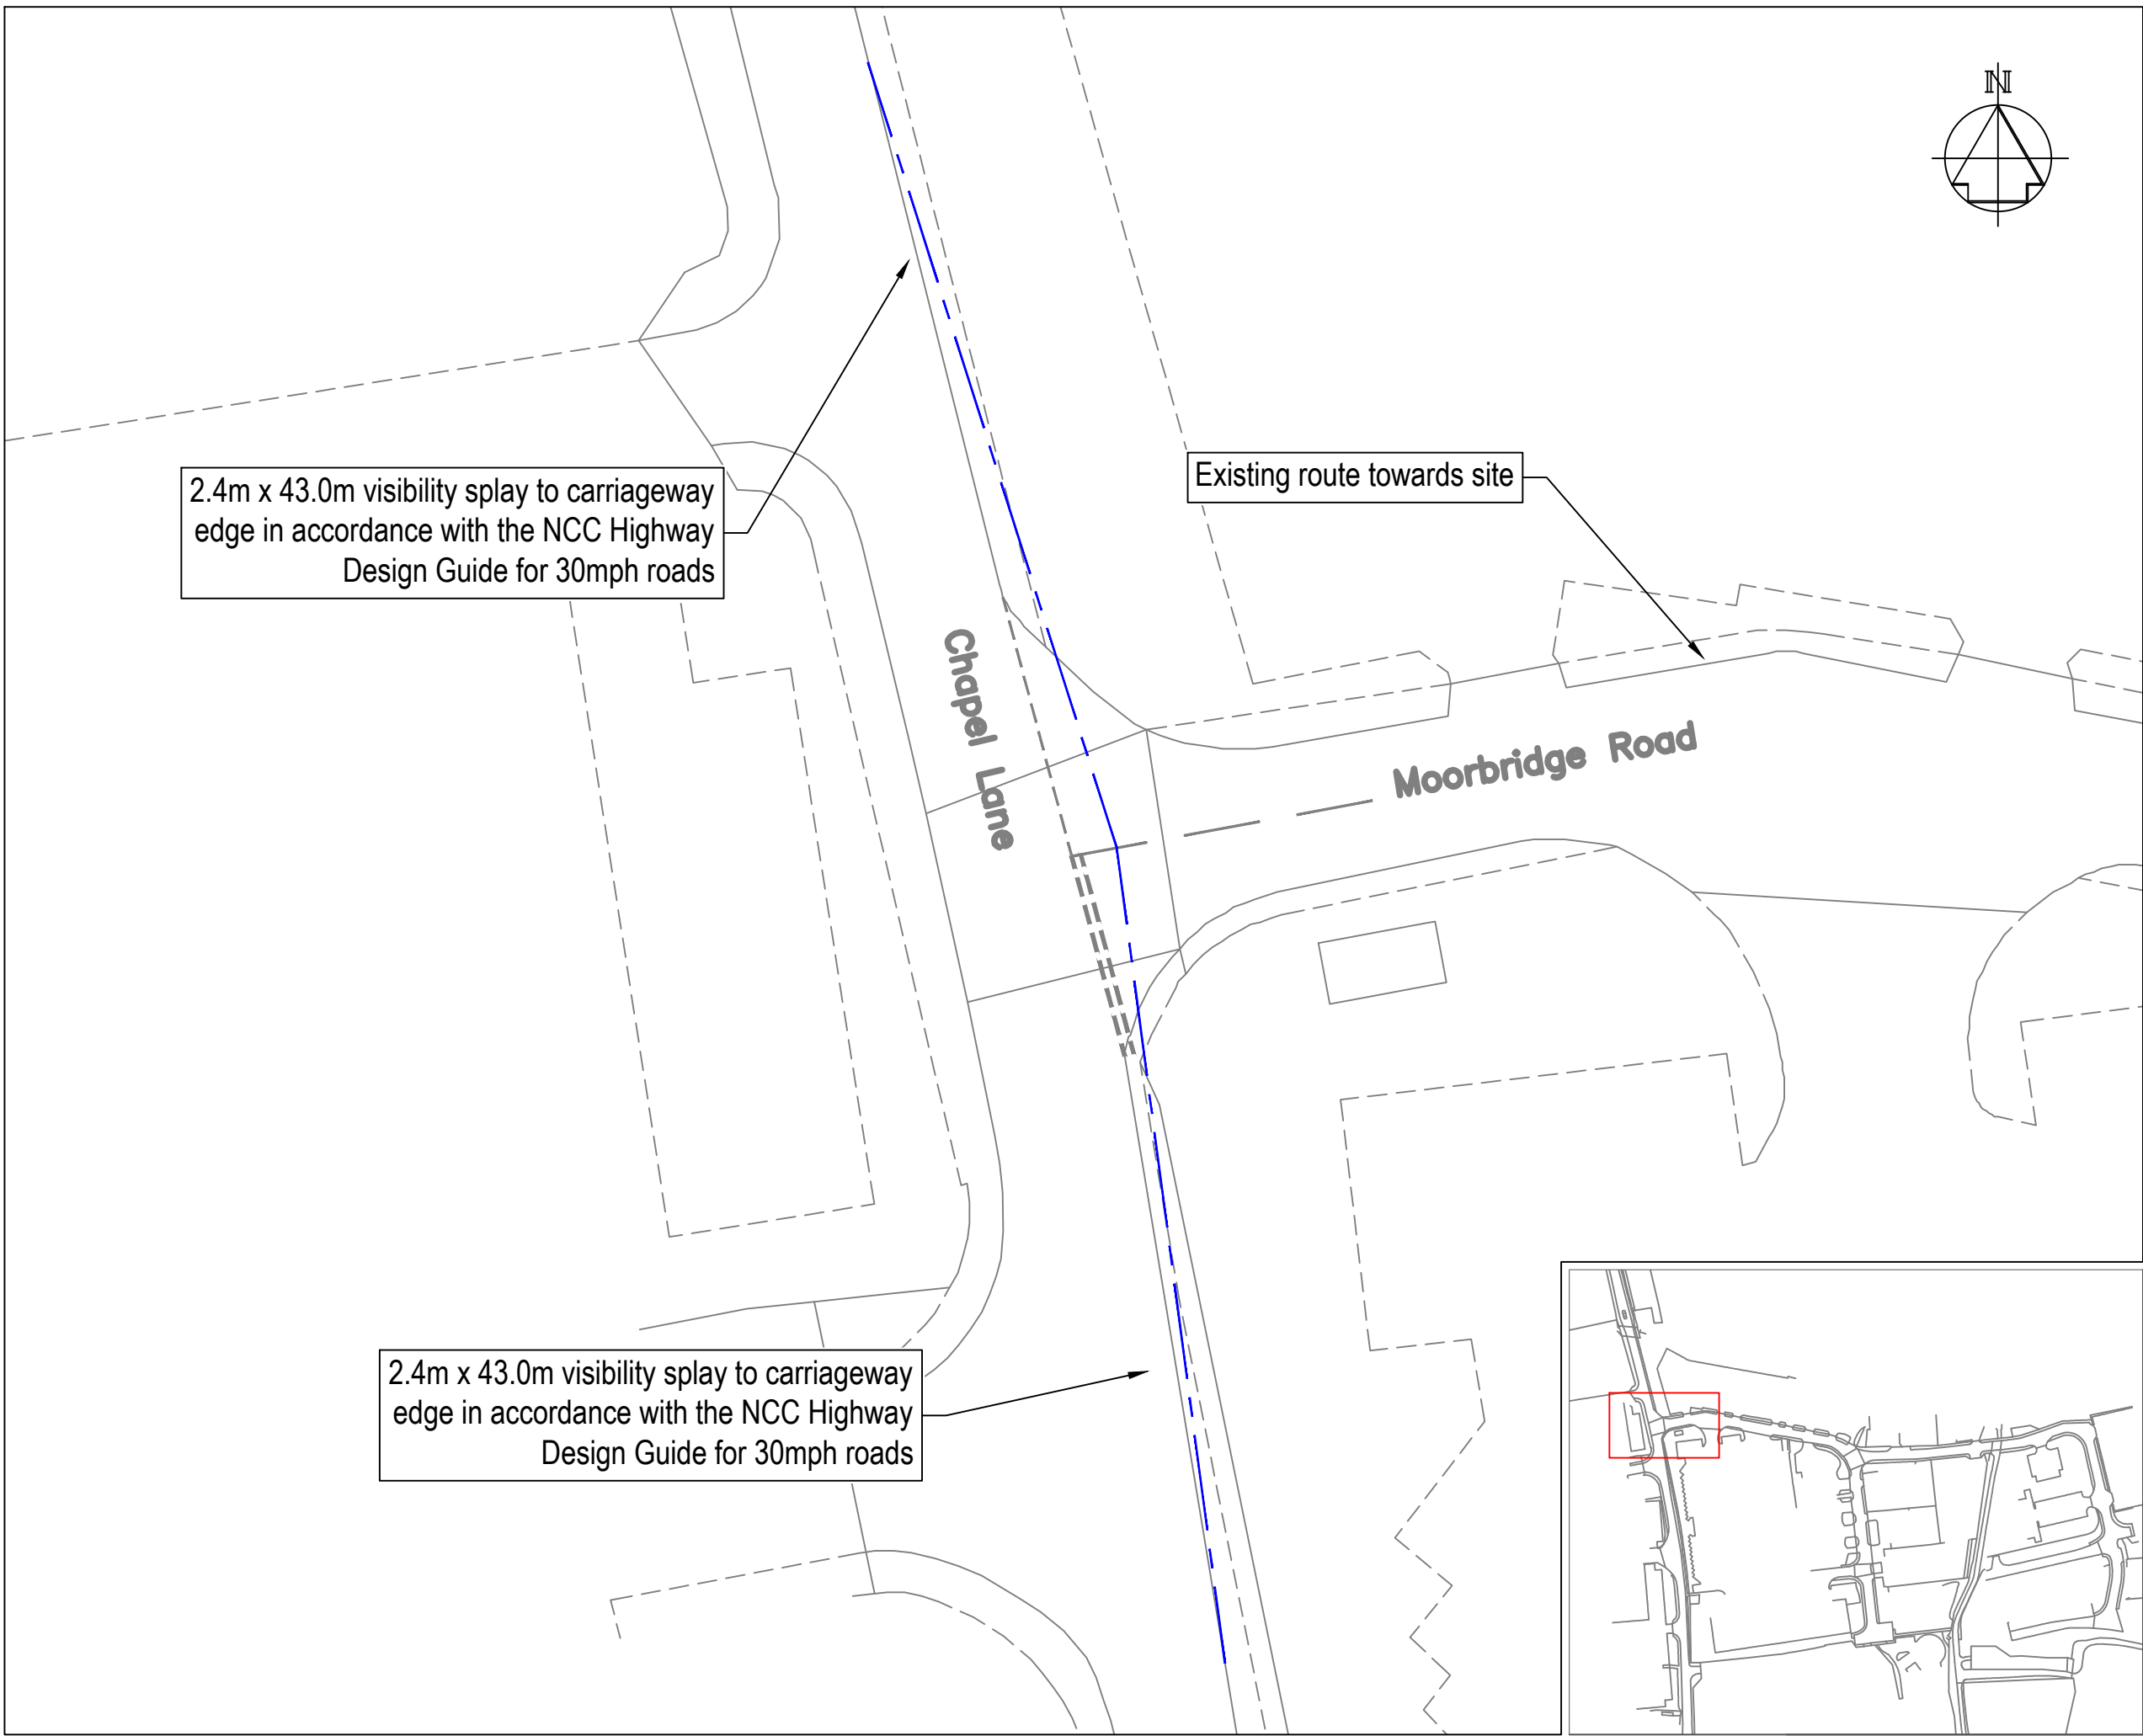 N
2.4m x 43.0m visibility splay to carriageway
edge in accordance with the NCC Highway
Design Guide for 30mph roads
Existing route towards site
Chapel Lane
Moorbridge Road
2.4m x 43.0m visibility splay to carriageway
edge in accordance with the NCC Highway
Design Guide for 30mph roads